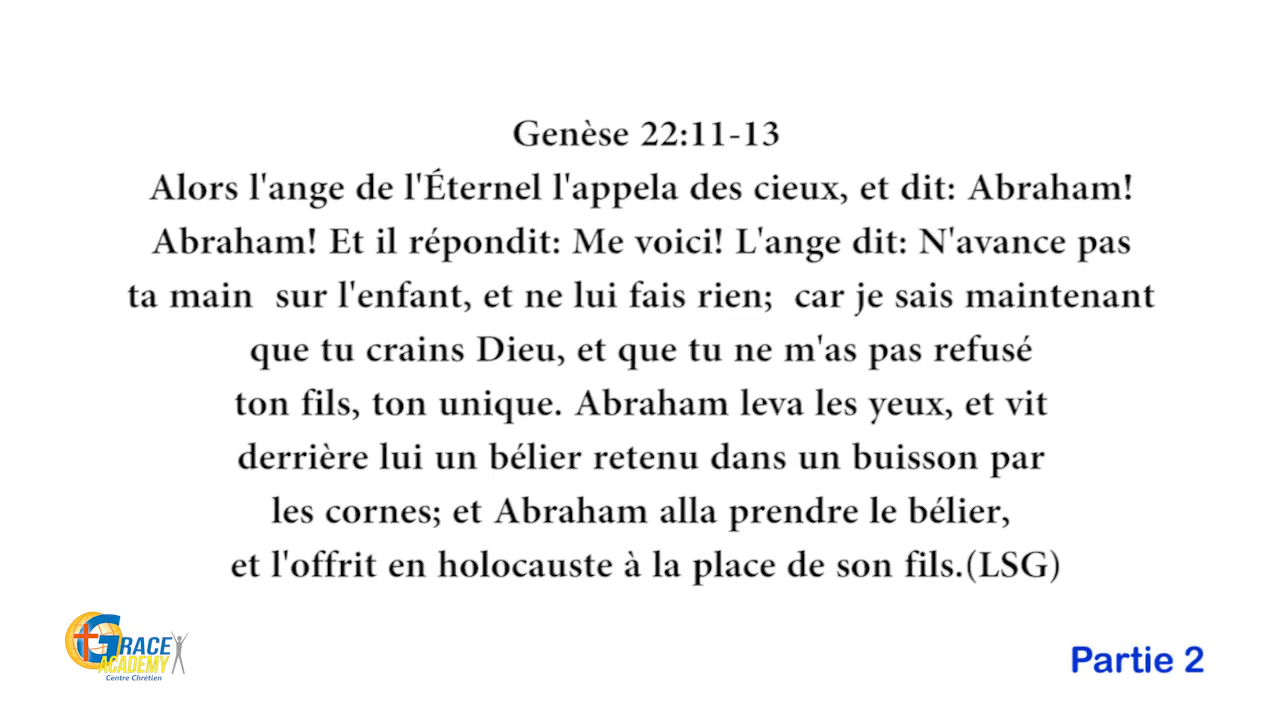 Genèse 22:11-13
Alors l'ange de l'Éternel l'appela des cieux, et dit: Abraham!
Abraham! Et il répondit: Me voici! L'ange dit: N'avance pas
ta main  sur l'enfant, et ne lui fais rien;  car je sais maintenant
que tu crains Dieu, et que tu ne m'as pas refusé
ton fils, ton unique. Abraham leva les yeux, et vit
derrière lui un bélier retenu dans un buisson par
les cornes; et Abraham alla prendre le bélier,
et l'offrit en holocauste à la place de son fils.(LSG)
GRACE
ACADEMY
Centre Chrétien
Partie 2